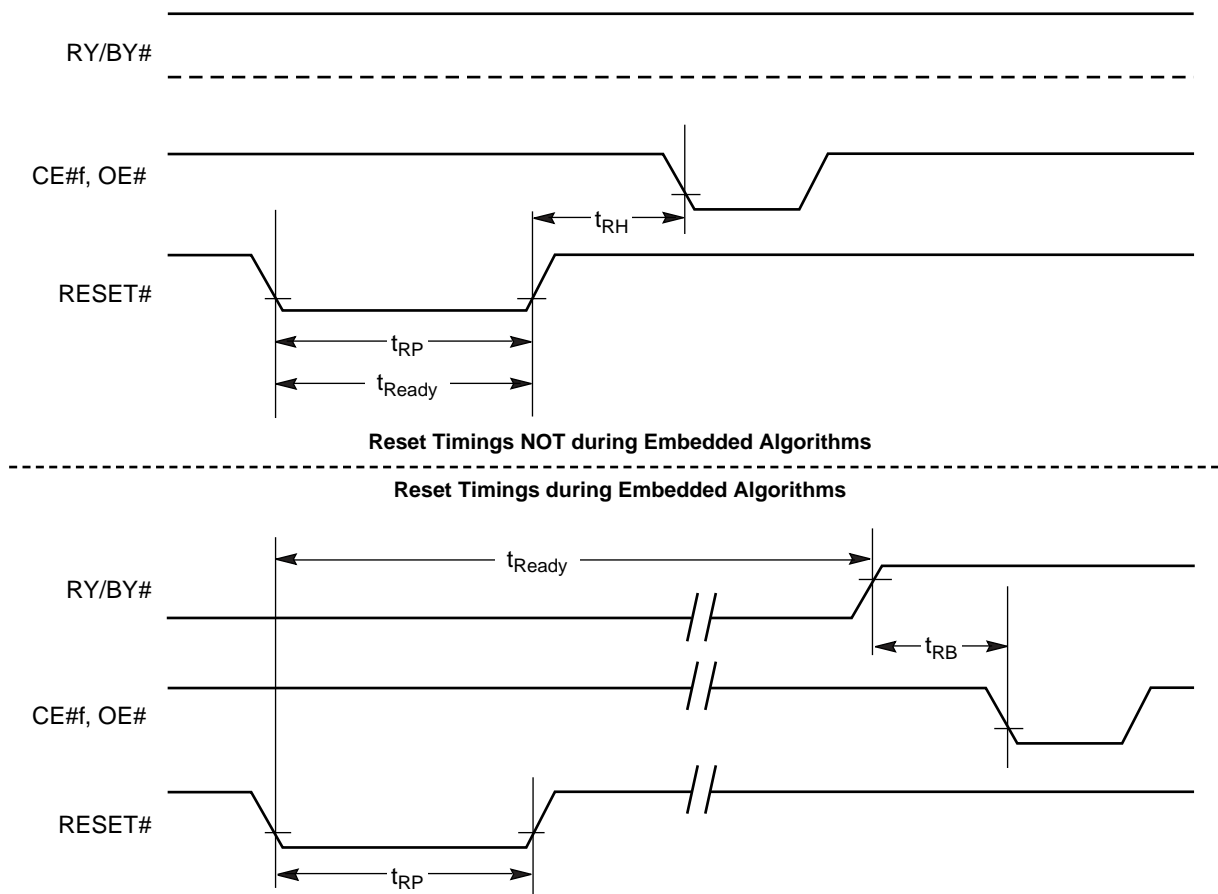 RY/BY#
CE#f, OE#
tRH
RESET#
tRP
tReady
Reset Timings NOT during Embedded Algorithms
Reset Timings during Embedded Algorithms
tReady
RY/BY#
tRB
CE#f, OE#
RESET#
tRP